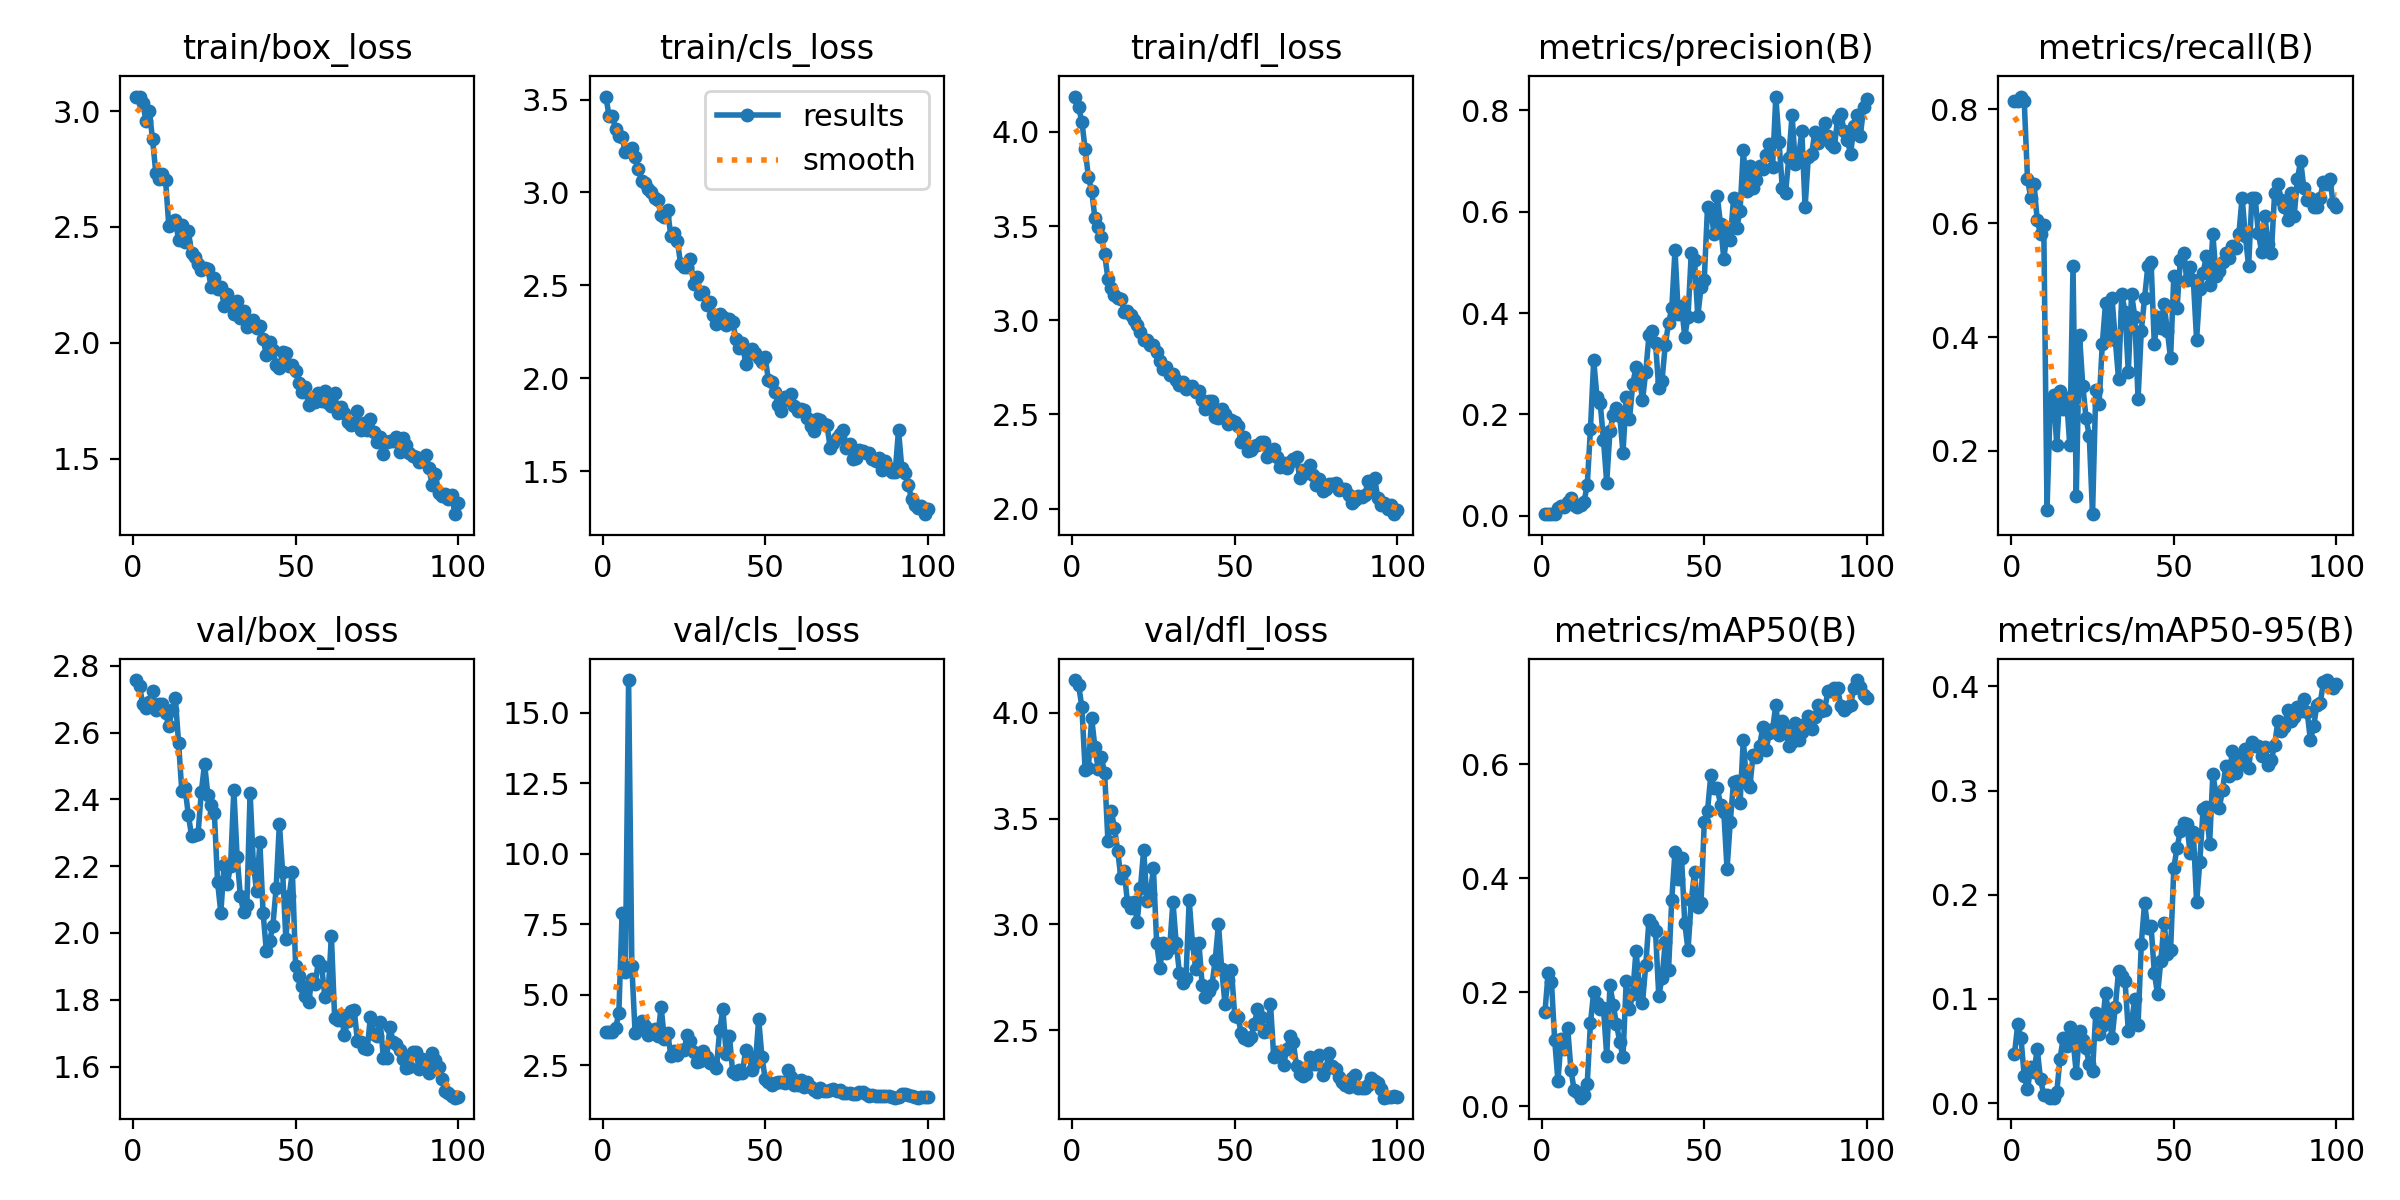 train/box_loss
train/cls_loss
train/dfl_loss
metrics/precision(B)
metrics/recall(B)
3.0
2.5
2.0
1.5
0 50 100
3.5
3.0
2.5
2.0
1.5
results
smooth
0 50 100
4.0
3.5
3.0
2.5
2.0
0 50 100
0.8
0.6
0.4
0.2
0.0
0 50 100
0.8
0.6
0.4
0.2
0 50 100
val/box_loss
val/cls_loss
val/dfl_loss
metrics/mAP50(B)
metrics/mAP50-95(B)
2.8
2.6
2.4
2.2
2.0
1.8
1.6
0 50 100
15.0
12.5
10.0
7.5
5.0
2.5
0 50 100
4.0
3.5
3.0
2.5
0 50 100
0.6
0.4
0.2
0.0
0 50 100
0.4
0.3
0.2
0.1
0.0
0 50 100